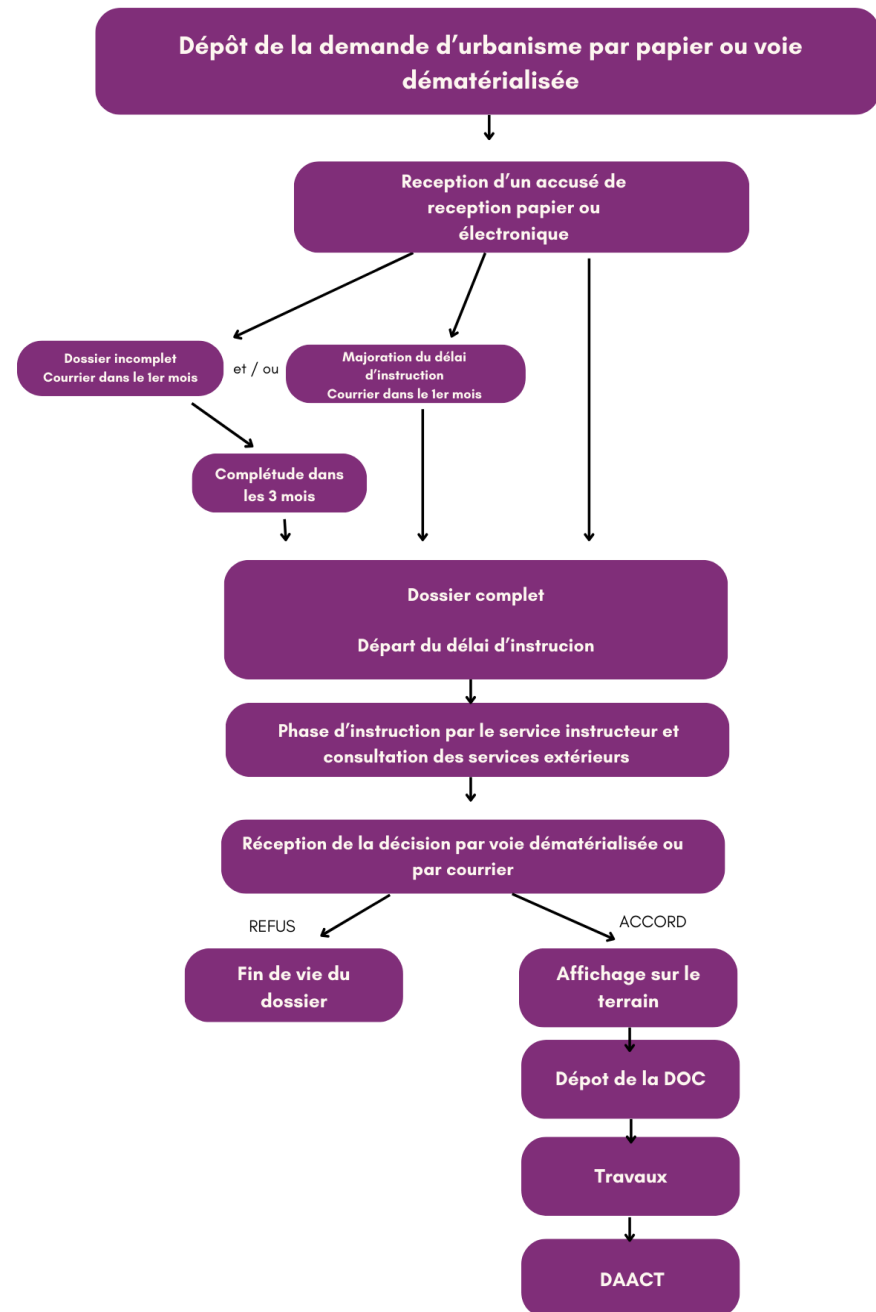 Dépôt de la demande d'urbanisme par papier ou voie
dématérialisée
Reception d'un accusé de
reception papier ou
électronique
Dossier incomplet
Courrier dans le 1er mois
et / ou
Majoration du délai
d'instruction
Courrier dans le 1er mois
Complétude dans
les 3 mois
Dossier complet
Départ du délai d'instrucion
Phase d'instruction par le service instructeur et
consultation des services extérieurs
Réception de la décision par voie dématérialisée ou
par courrier
REFUS
ACCORD
Fin de vie du
dossier
Affichage sur le
terrain
Dépot de la DOC
Travaux
DAACT